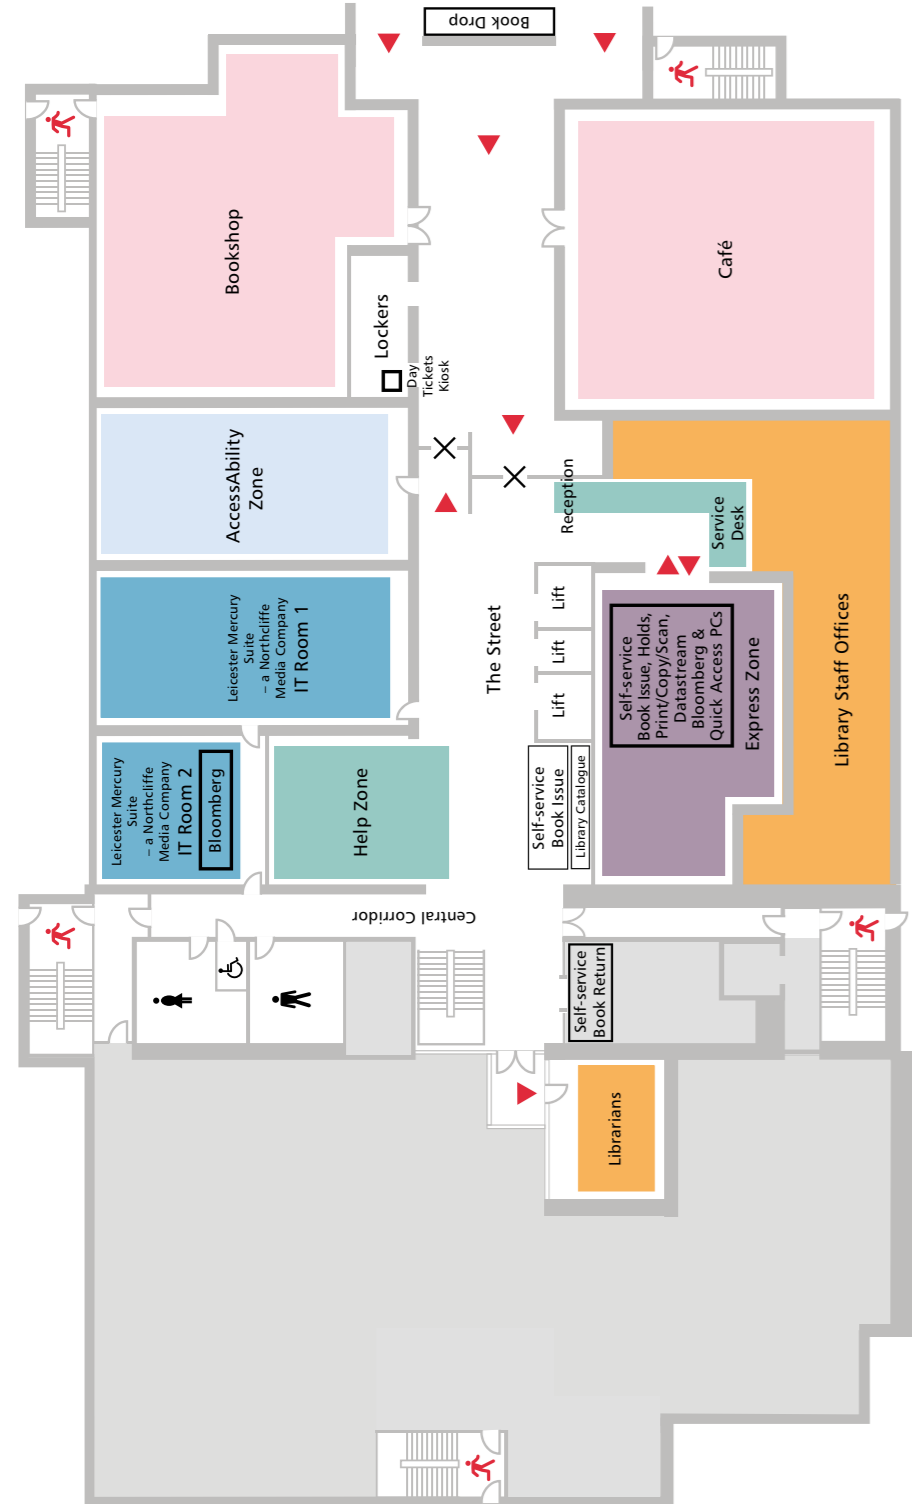 Book Drop
Bookshop
Café
Lockers
Day
Tickets
Kiosk
AccessAbility
Zone
Reception
Service
Desk
Leicester Mercury
Suite
– a Northcliffe
Media Company
IT Room 1
The Street
Lift
Lift
Lift
Self-service
Book Issue, Holds,
Print/Copy/Scan,
Datastream
Bloomberg &
Quick Access PCs
Express Zone
Library Staff Offices
Leicester Mercury
Suite
– a Northcliffe
Media Company
IT Room 2
Bloomberg
Help Zone
Self-service
Book Issue
Library Catalogue
Central Corridor
Self-service
Book Return
Librarians